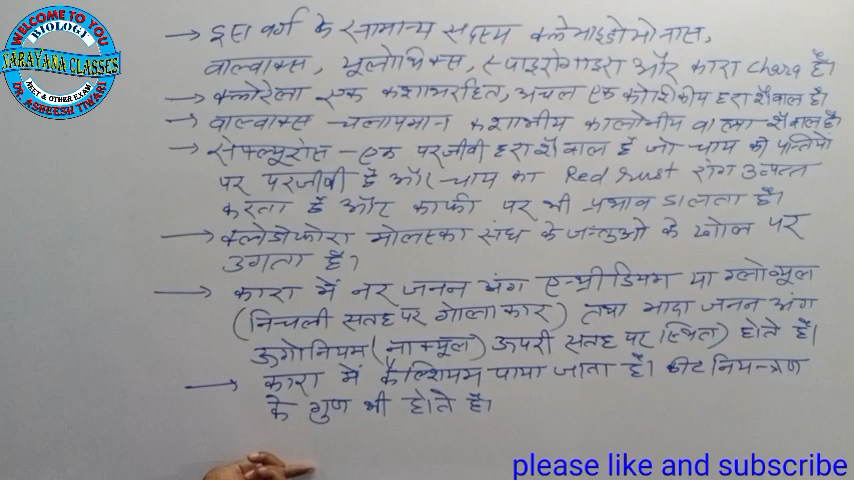 WELCOME TO YOU
BIOLOGY
NARAYANA CLASSES
NEET & OTHER EXAM
DR. ASHEESH TIWARI
→ इस वर्ग के सामान्य सदस्य क्लेमाइडोमोनास,
वाल्वाक्स, यूलोथ्रिक्स, स्पाइरोगाइरा और कारा chara हैं।
→ क्लोरेला एक कशाभरहित, अचल एक कोशिकीय हरा शैवाल है।
→ वाल्वाक्स – चलायमान कशाभीय कालोनीय वाला शैवाल है
→ सेफ्ल्यूरोस – एक परजीवी हरा शैवाल है जो चाय की पत्तियों
पर परजीवी है और चाय का Red rust रोग उत्पन्न
करता है और काफी पर भी प्रभाव डालता है।
→ क्लेडोफोरा मोलस्का संघ के जन्तुओ के खोल पर
उगता है।
→ कारा में नर जनन अंग एन्थ्रीडियम या ग्लोब्यूल
(निचली सतह पर गोलाकार) तथा मादा जनन अंग
ऊगोनियम (नाक्यूल) ऊपरी सतह पर स्थित) होते हैं।
→ कारा में कैल्शियम पाया जाता है। कीट नियन्त्रण
के गुण भी होते है।
please like and subscribe